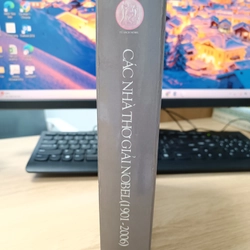 CÁC NHÀ THƠ GIẢI NOBEL (1901-2006)